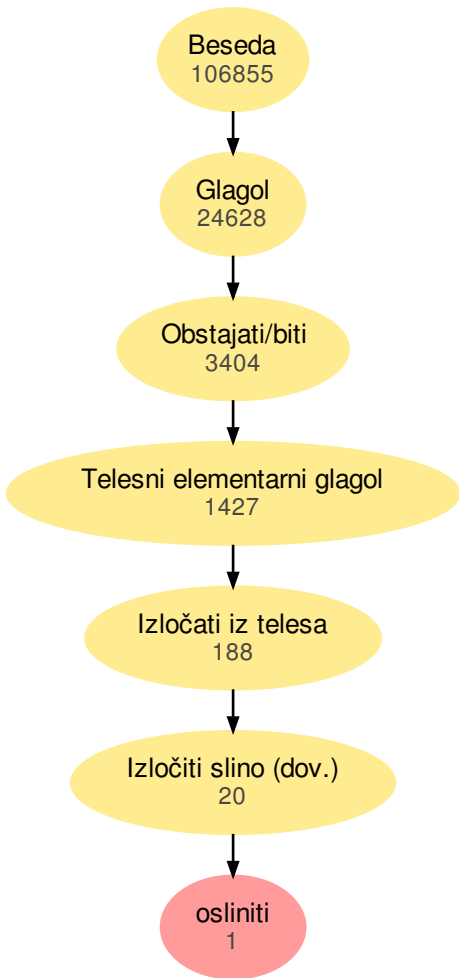 Beseda
106855
Glagol
24628
Obstajati/biti
3404
Telesni elementarni glagol
1427
Izločati iz telesa
188
Izločiti slino (dov.)
20
osliniti
1